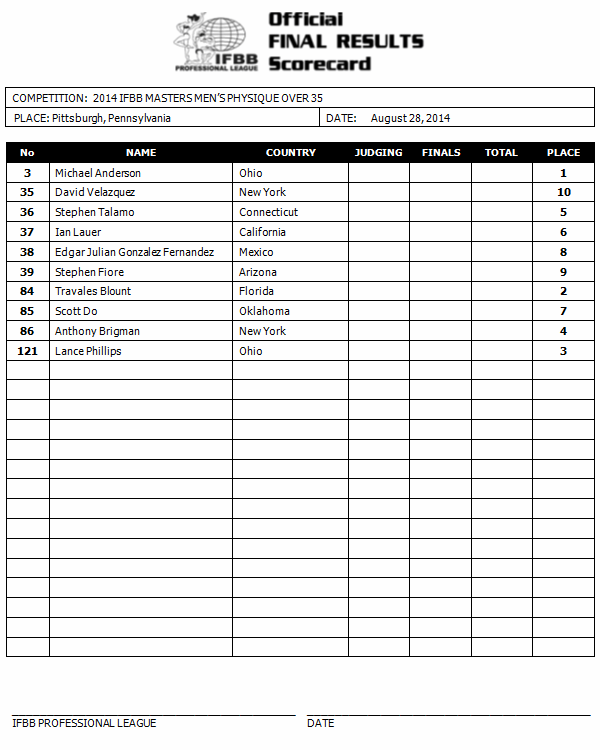 Official
FINAL RESULTS
Scorecard
IFBB
PROFESSIONAL LEAGUE
COMPETITION: 2014 IFBB MASTERS MEN'S PHYSIQUE OVER 35
PLACE: Pittsburgh, Pennsylvania DATE: August 28, 2014
No NAME COUNTRY JUDGING FINALS TOTAL PLACE
3 Michael Anderson Ohio 1
35 David Velazquez New York 10
36 Stephen Talamo Connecticut 5
37 Ian Lauer California 6
38 Edgar Julian Gonzalez Fernandez Mexico 8
39 Stephen Fiore Arizona 9
84 Travales Blount Florida 2
85 Scott Do Oklahoma 7
86 Anthony Brigman New York 4
121 Lance Phillips Ohio 3
IFBB PROFESSIONAL LEAGUE DATE